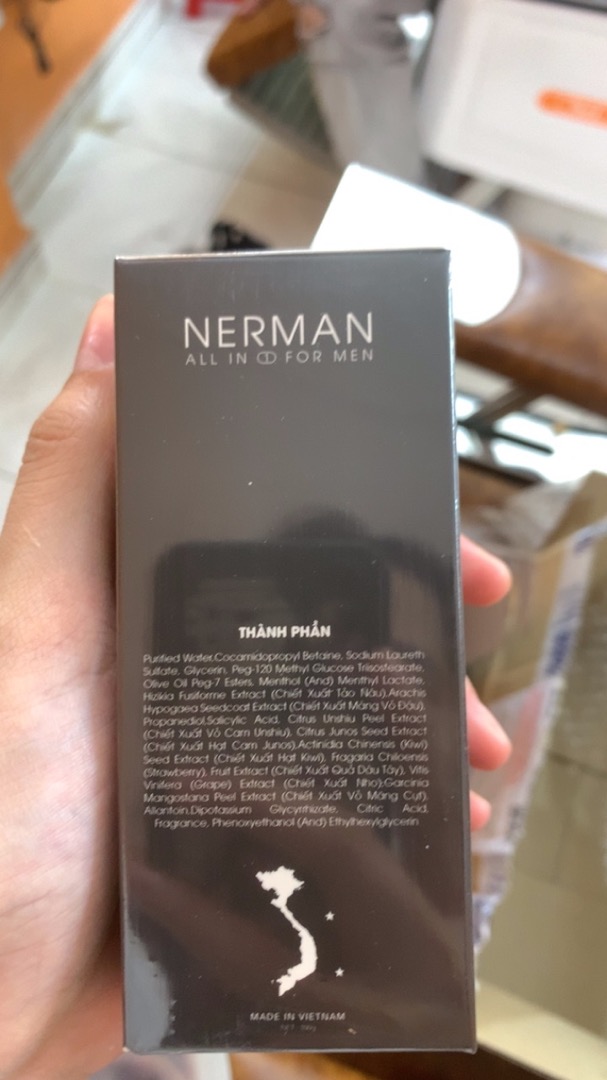 NERMAN
ALL IN FOR MEN
THÀNH PHẦN
Purified Water,Cocamidopropyl Betaine, Sodium Laureth
Sulfate, Glycerin, Peg-120 Methyl Glucose Trisostearate,
Olive Oil Peg-7 Esters, Menthol (And) Menthyl Lactate,
Hizikia Fusiforme Extract (Chiết Xuất Tảo Nâu),Arachis
Hypogaea Seedcoat Extract (Chiết Xuất Màng Vỏ Đậu),
Propanediol,Salicylic Acid, Citrus Unshiu Peel Extract
(Chiết Xuất Vỏ Cam Unshiu), Citrus Junos Seed Extract
(Chiết Xuất Hạt Cam Junos),Actinidia Chinensis (Kiwi)
Seed Extract (Chiết Xuất Hạt Kiwi), Fragaria Chiloensis
(Strawberry), Fruit Extract (Chiết Xuất Quả Dâu Tây), Vitis
Vinifera (Grape) Extract (Chiết Xuất Nho),Garcinia
Mangostana Peel Extract (Chiết Xuất Vỏ Măng Cụt),
Allantoin,Dipotassium Glycyrrhizate, Citric Acid,
Fragrance, Phenoxyethanol (And) Ethylhexylglycerin
MADE IN VIETNAM